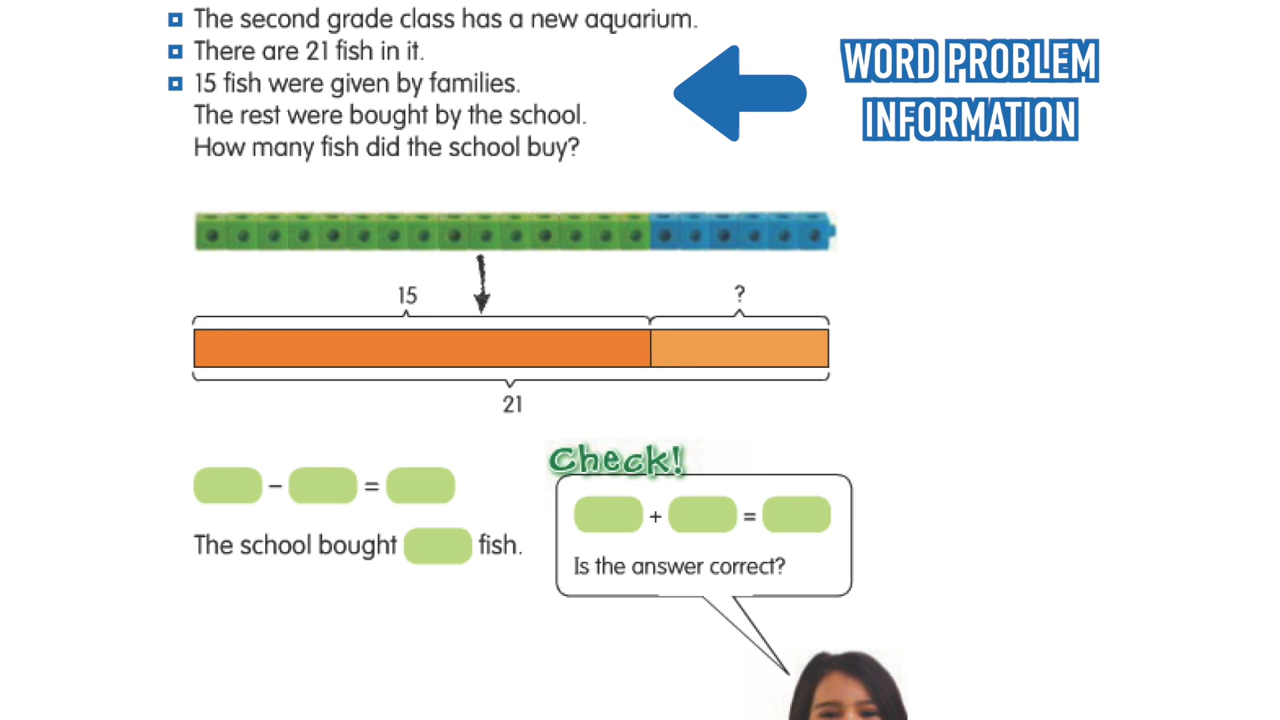 The second grade class has a new aquarium.
There are 21 fish in it.
15 fish were given by families.
The rest were bought by the school.
How many fish did the school buy?
WORD PROBLEM
INFORMATION
15
?
21
− =
The school bought fish.
Check!
+ =
Is the answer correct?